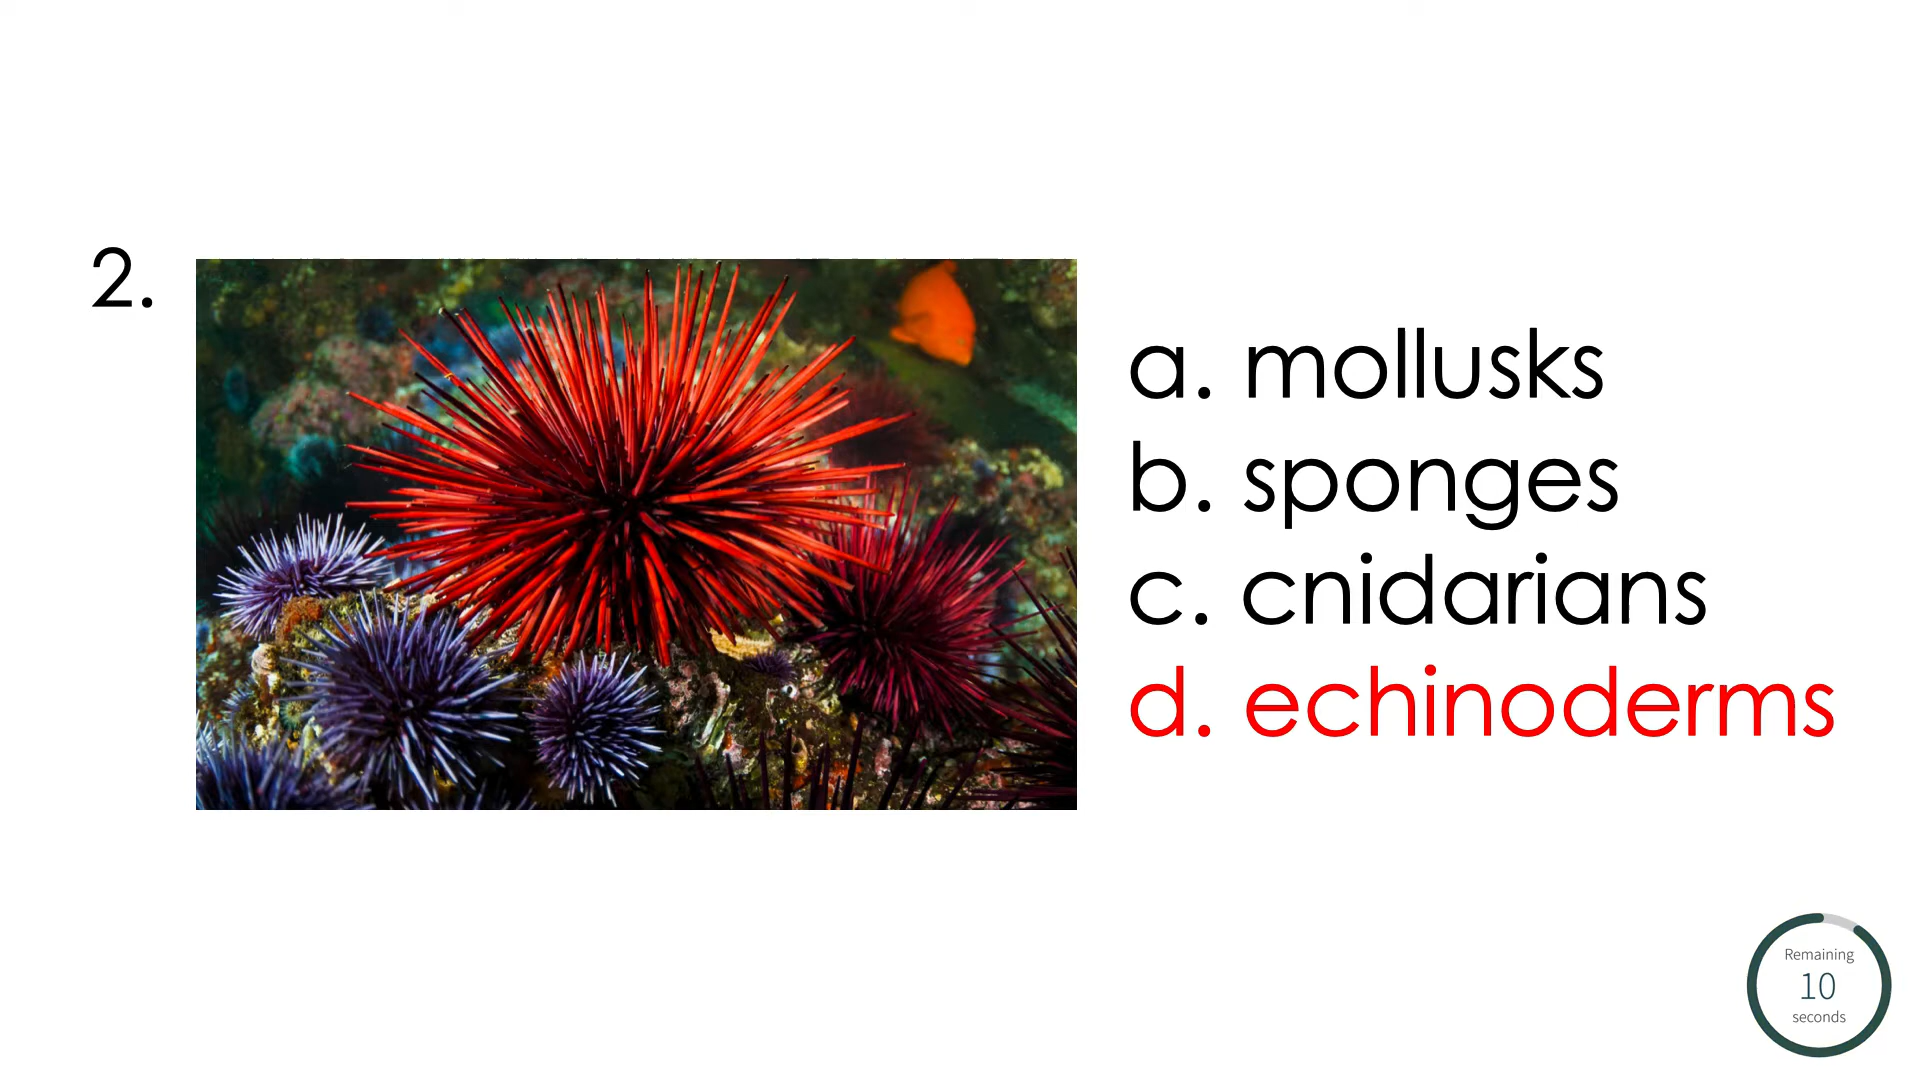 2.
a. mollusks
b. sponges
c. cnidarians
d. echinoderms
Remaining
10
seconds